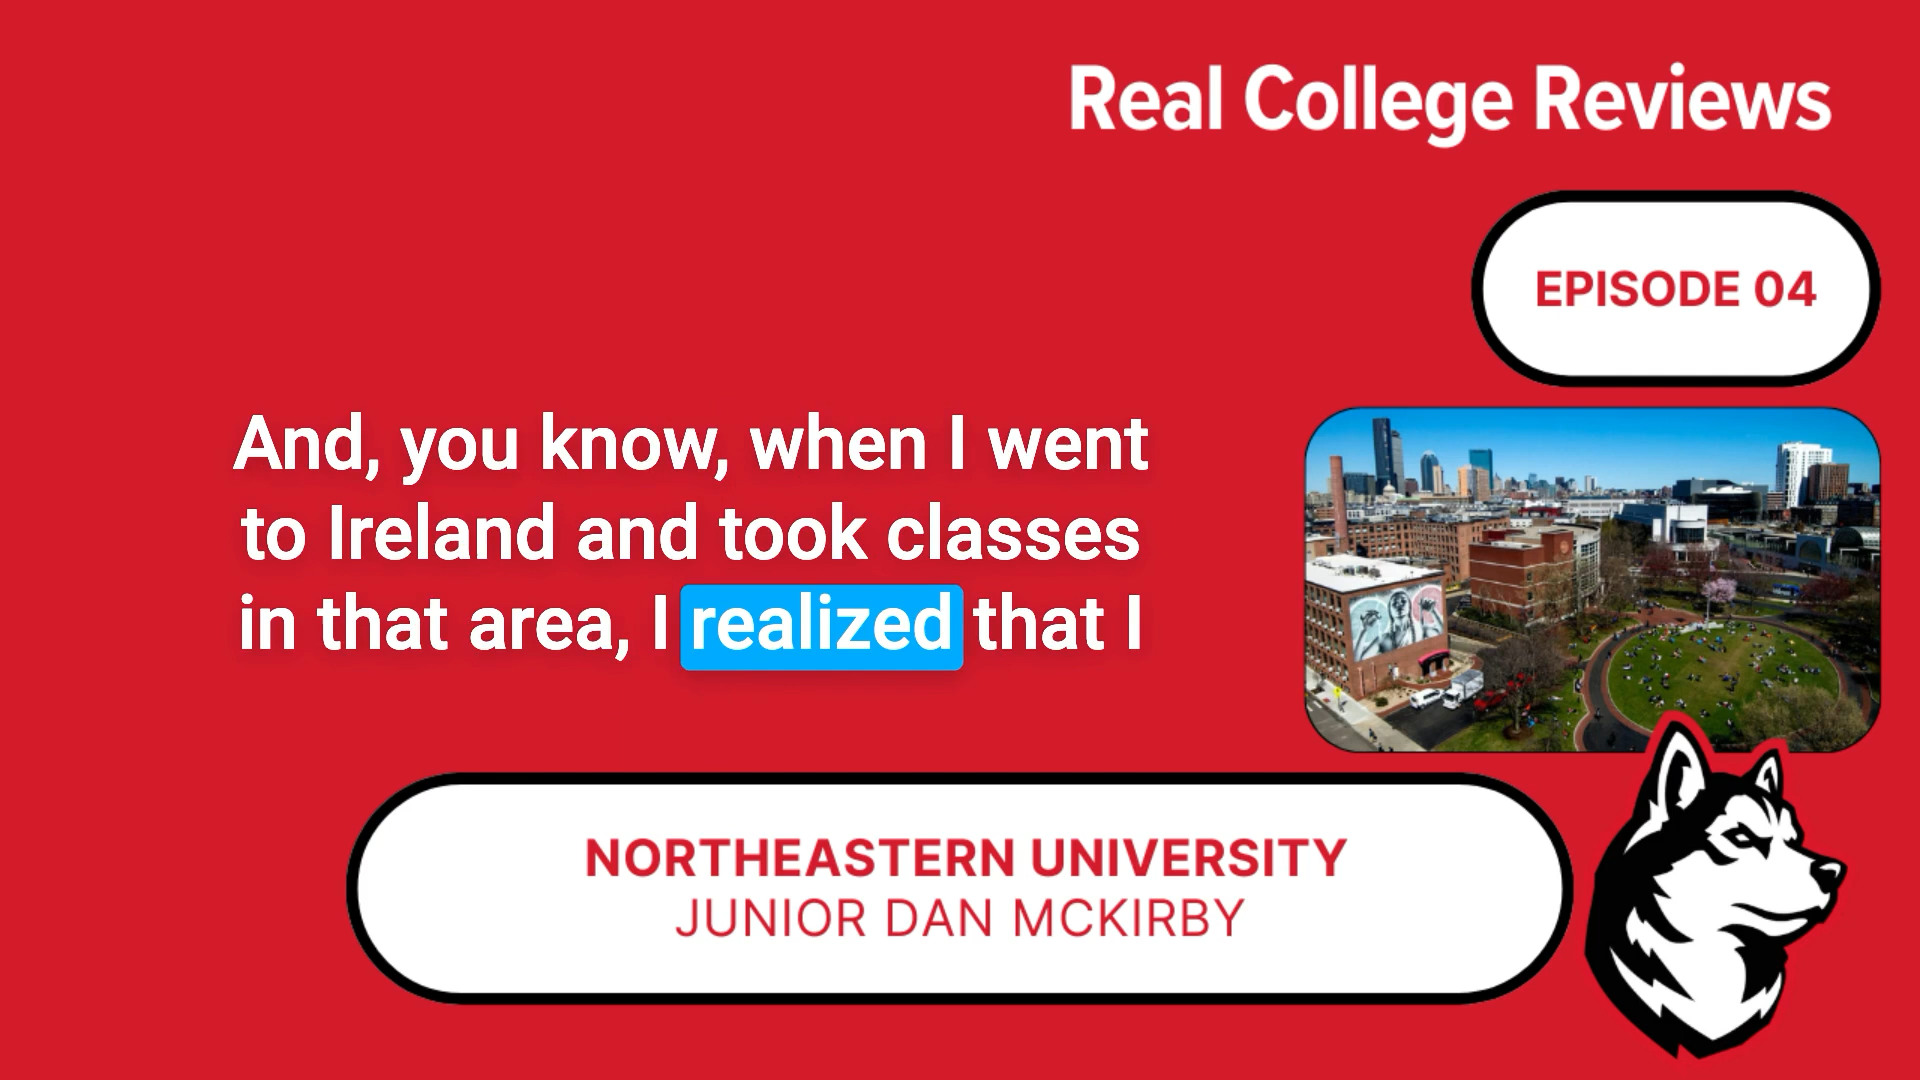 Real College Reviews
EPISODE 04
And, you know, when I went
to Ireland and took classes
in that area, I realized that I
NORTHEASTERN UNIVERSITY
JUNIOR DAN MCKIRBY